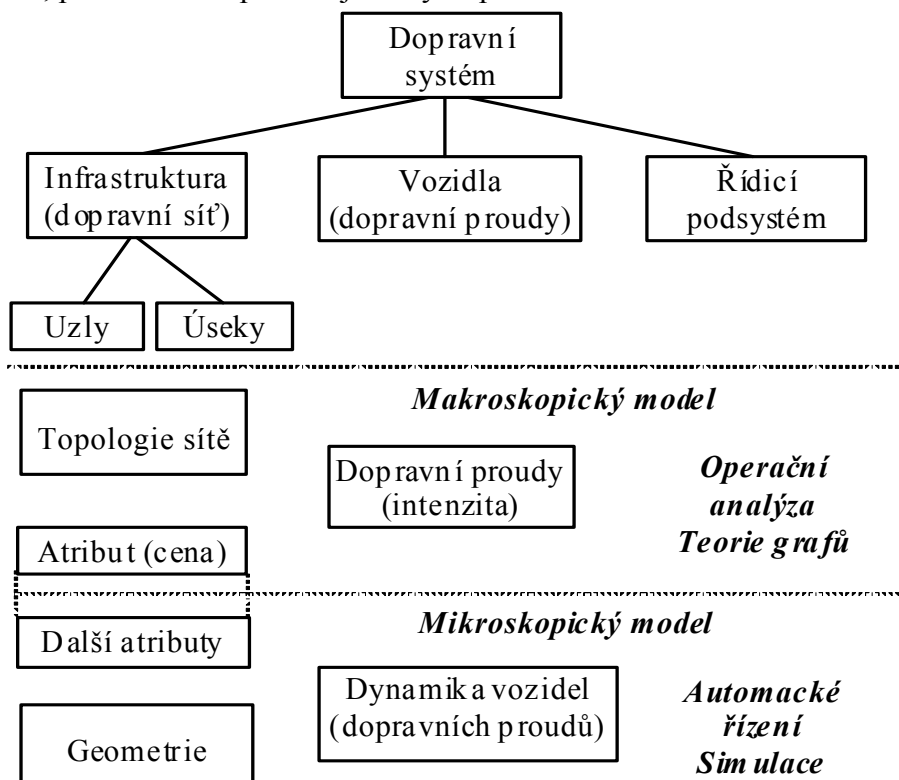 Dopravní
systém
Infrastruktura
(dopravní síť)
Vozidla
(dopravní proudy)
Řídicí
podsystém
Uzly
Úseky
Makroskopický model
Topologie sítě
Dopravní proudy
(intenzita)
Operační
analýza
Teorie grafů
Atribut (cena)
Mikroskopický model
Další atributy
Dynamika vozidel
(dopravních proudů)
Automacké
řízení
Simulace
Geometrie